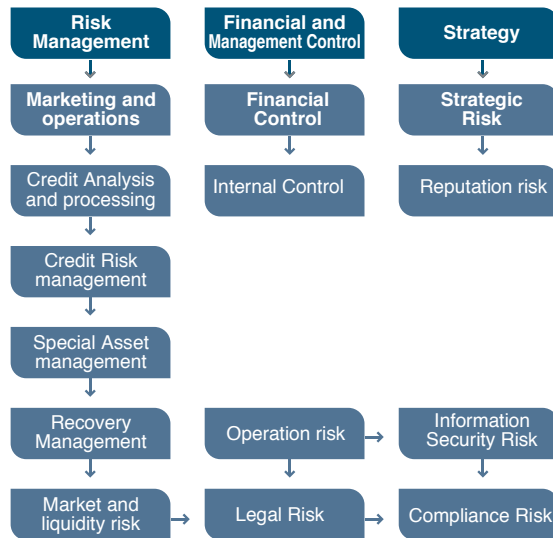 Risk
Management
Financial and
Management Control
Strategy
Marketing and
operations
Financial
Control
Strategic
Risk
Credit Analysis
and processing
Internal Control
Reputation risk
Credit Risk
management
Special Asset
management
Recovery
Management
Operation risk
Information
Security Risk
Market and
liquidity risk
Legal Risk
Compliance Risk